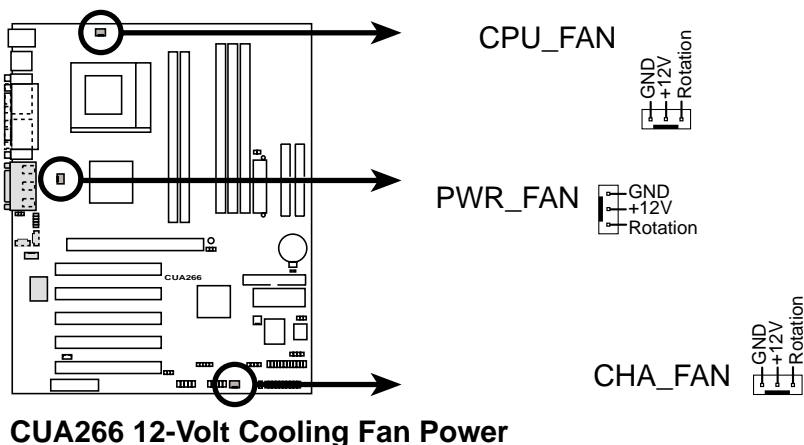 CPU_FAN
GND
+12V
Rotation
PWR_FAN
GND
+12V
Rotation
CUA266
CHA_FAN
GND
+12V
Rotation
CUA266 12-Volt Cooling Fan Power